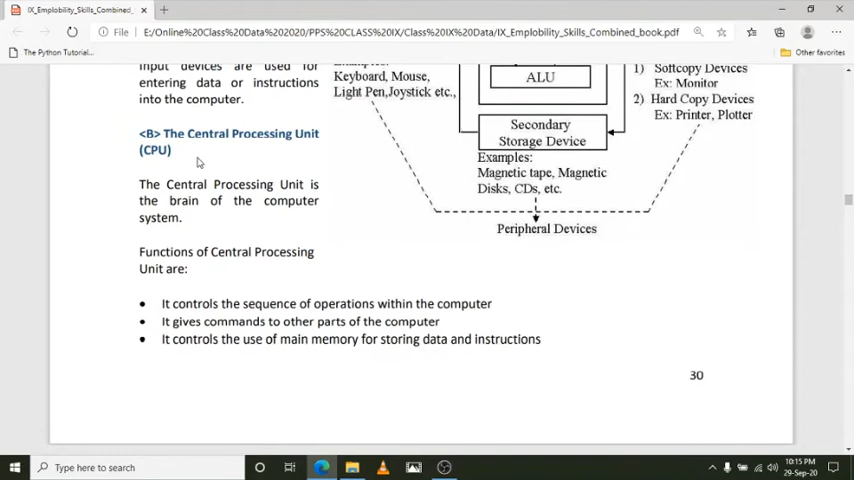 IX_Emplobility_Skills_Combined_
File
E:/Online%20Class%20Data%202020/PPS%20CLASS%20IX/Class%20IX%20Data/IX_Emplobility_Skills_Combined_book.pdf
The Python Tutorial...
Other favorites
Input devices are used for
entering data or instructions
into the computer.
<B> The Central Processing Unit
(CPU)
The Central Processing Unit is
the brain of the computer
system.
Functions of Central Processing
Unit are:
• It controls the sequence of operations within the computer
• It gives commands to other parts of the computer
• It controls the use of main memory for storing data and instructions
Examples:
Keyboard, Mouse,
Light Pen,Joystick etc.,
ALU
Secondary
Storage Device
Examples:
Magnetic tape, Magnetic
Disks, CDs, etc.
Peripheral Devices
1) Softcopy Devices
Ex: Monitor
2) Hard Copy Devices
Ex: Printer, Plotter
30
Type here to search
10:15 PM
29-Sep-20